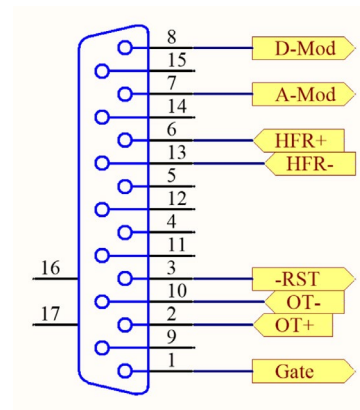 8 D-Mod
15
7 A-Mod
14
6 HFR+
13 HFR-
5
12
4
11
16
3 -RST
10 OT-
17
2 OT+
9
1 Gate